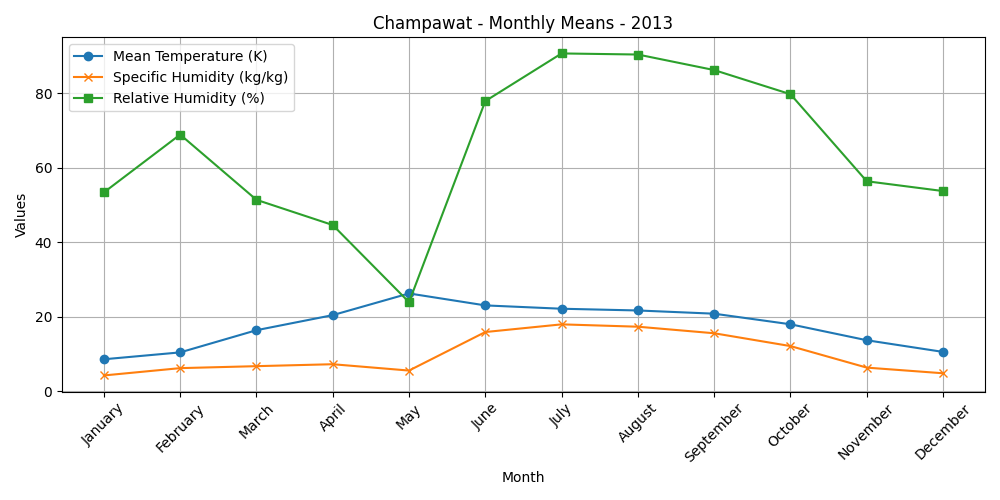 Champawat - Monthly Means - 2013
Mean Temperature (K)
Specific Humidity (kg/kg)
Relative Humidity (%)
Values
80
60
40
20
0
January
February
March
April
May
June
July
August
September
October
November
December
Month